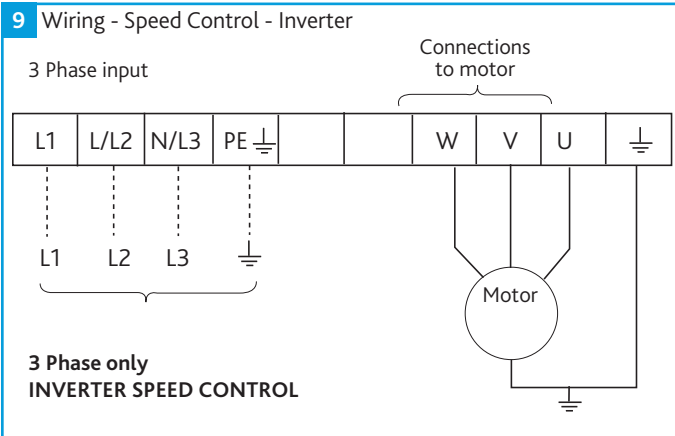 9 Wiring - Speed Control - Inverter
Connections
to motor
3 Phase input
L1 L/L2 N/L3 PE W V U
L1 L2 L3
Motor
3 Phase only
INVERTER SPEED CONTROL